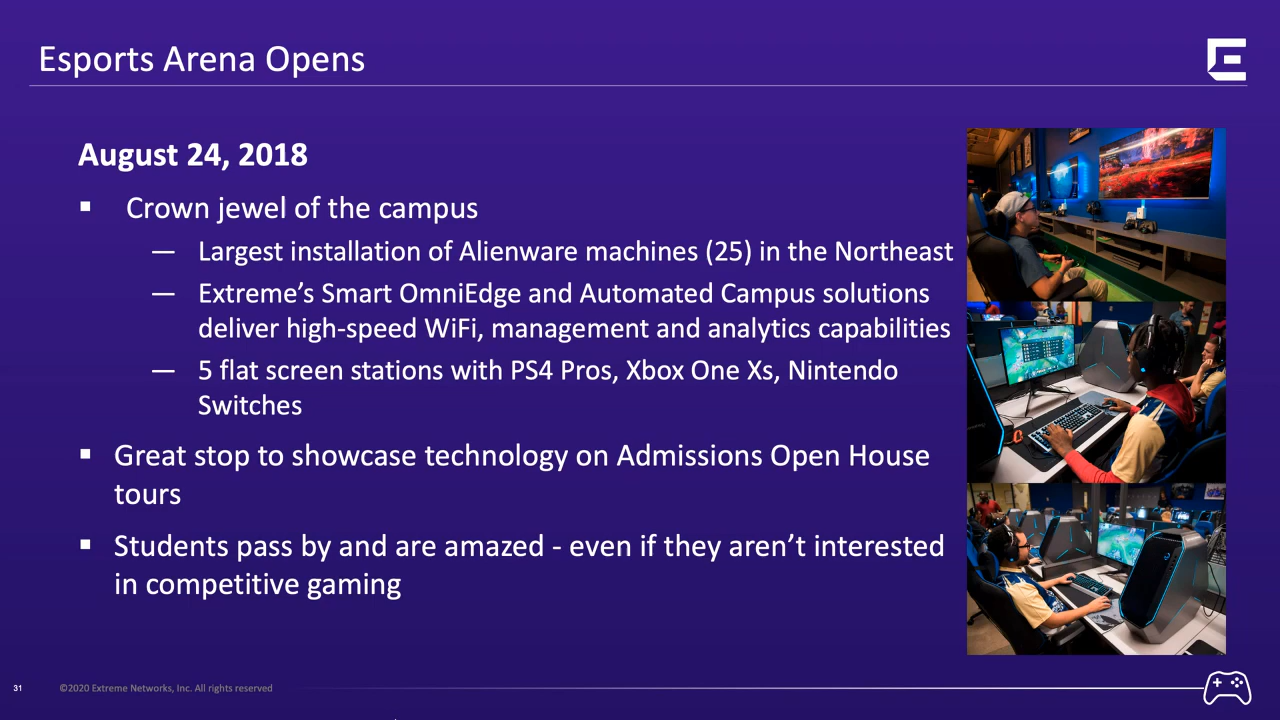 Esports Arena Opens
August 24, 2018
▪ Crown jewel of the campus
— Largest installation of Alienware machines (25) in the Northeast
— Extreme’s Smart OmniEdge and Automated Campus solutions
deliver high-speed WiFi, management and analytics capabilities
— 5 flat screen stations with PS4 Pros, Xbox One Xs, Nintendo
Switches
▪ Great stop to showcase technology on Admissions Open House
tours
▪ Students pass by and are amazed - even if they aren’t interested
in competitive gaming
31 ©2020 Extreme Networks, Inc. All rights reserved